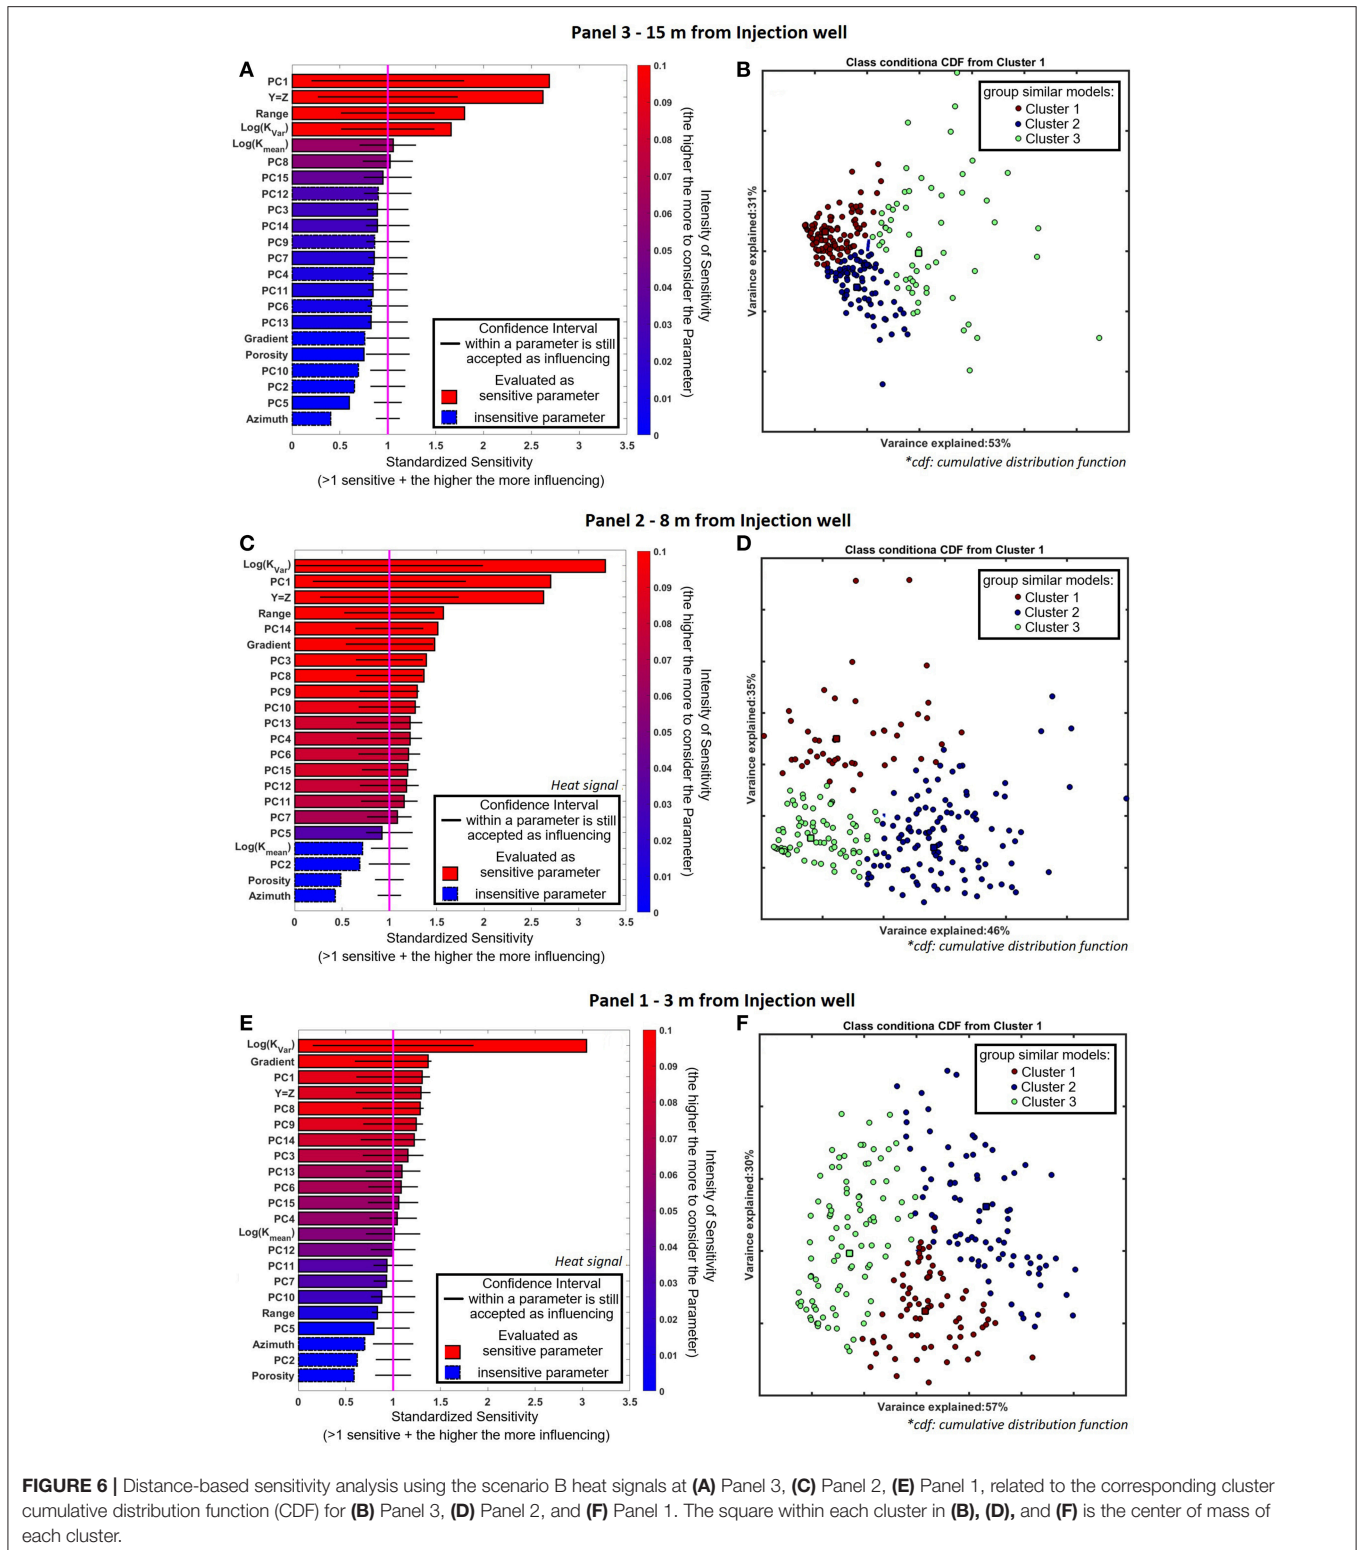 Panel 3 - 15 m from Injection well
A
PC1
Y=Z
Range
Log(KVar)
Log(Kmean)
PC8
PC15
PC12
PC3
PC14
PC9
PC7
PC4
PC11
PC6
PC13
Gradient
Porosity
PC10
PC2
PC5
Azimuth
0 0.5 1 1.5 2 2.5 3 3.5
Standardized Sensitivity
(>1 sensitive + the higher the more influencing)
Confidence Interval
within a parameter is still
accepted as influencing
Evaluated as
sensitive parameter
insensitive parameter
0.1
0.09
0.08
0.07
0.06
0.05
0.04
0.03
0.02
0.01
0
Intensity of Sensitivity
(the higher the more to consider the Parameter)
B
Class conditiona CDF from Cluster 1
group similar models:
Cluster 1
Cluster 2
Cluster 3
Varaince explained:31%
Varaince explained:53%
*cdf: cumulative distribution function
Panel 2 - 8 m from Injection well
C
Log(KVar)
PC1
Y=Z
Range
PC14
Gradient
PC3
PC8
PC9
PC10
PC13
PC4
PC6
PC15
PC12
PC11
PC7
PC5
Log(Kmean)
PC2
Porosity
Azimuth
0 0.5 1 1.5 2 2.5 3 3.5
Standardized Sensitivity
(>1 sensitive + the higher the more influencing)
Heat signal
Confidence Interval
within a parameter is still
accepted as influencing
Evaluated as
sensitive parameter
insensitive parameter
0.1
0.09
0.08
0.07
0.06
0.05
0.04
0.03
0.02
0.01
0
Intensity of Sensitivity
(the higher the more to consider the Parameter)
D
Class conditiona CDF from Cluster 1
group similar models:
Cluster 1
Cluster 2
Cluster 3
Varaince explained:35%
Varaince explained:46%
*cdf: cumulative distribution function
Panel 1 - 3 m from Injection well
E
Log(KVar)
Gradient
PC1
Y=Z
PC8
PC9
PC14
PC3
PC13
PC6
PC15
PC4
Log(Kmean)
PC12
PC11
PC7
PC10
Range
PC5
Azimuth
PC2
Porosity
0 0.5 1 1.5 2 2.5 3 3.5
Standardized Sensitivity
(>1 sensitive + the higher the more influencing)
Heat signal
Confidence Interval
within a parameter is still
accepted as influencing
Evaluated as
sensitive parameter
insensitive parameter
0.1
0.09
0.08
0.07
0.06
0.05
0.04
0.03
0.02
0.01
0
Intensity of Sensitivity
(the higher the more to consider the Parameter)
F
Class conditiona CDF from Cluster 1
group similar models:
Cluster 1
Cluster 2
Cluster 3
Varaince explained:30%
Varaince explained:57%
*cdf: cumulative distribution function
FIGURE 6 | Distance-based sensitivity analysis using the scenario B heat signals at (A) Panel 3, (C) Panel 2, (E) Panel 1, related to the corresponding cluster
cumulative distribution function (CDF) for (B) Panel 3, (D) Panel 2, and (F) Panel 1. The square within each cluster in (B), (D), and (F) is the center of mass of
each cluster.